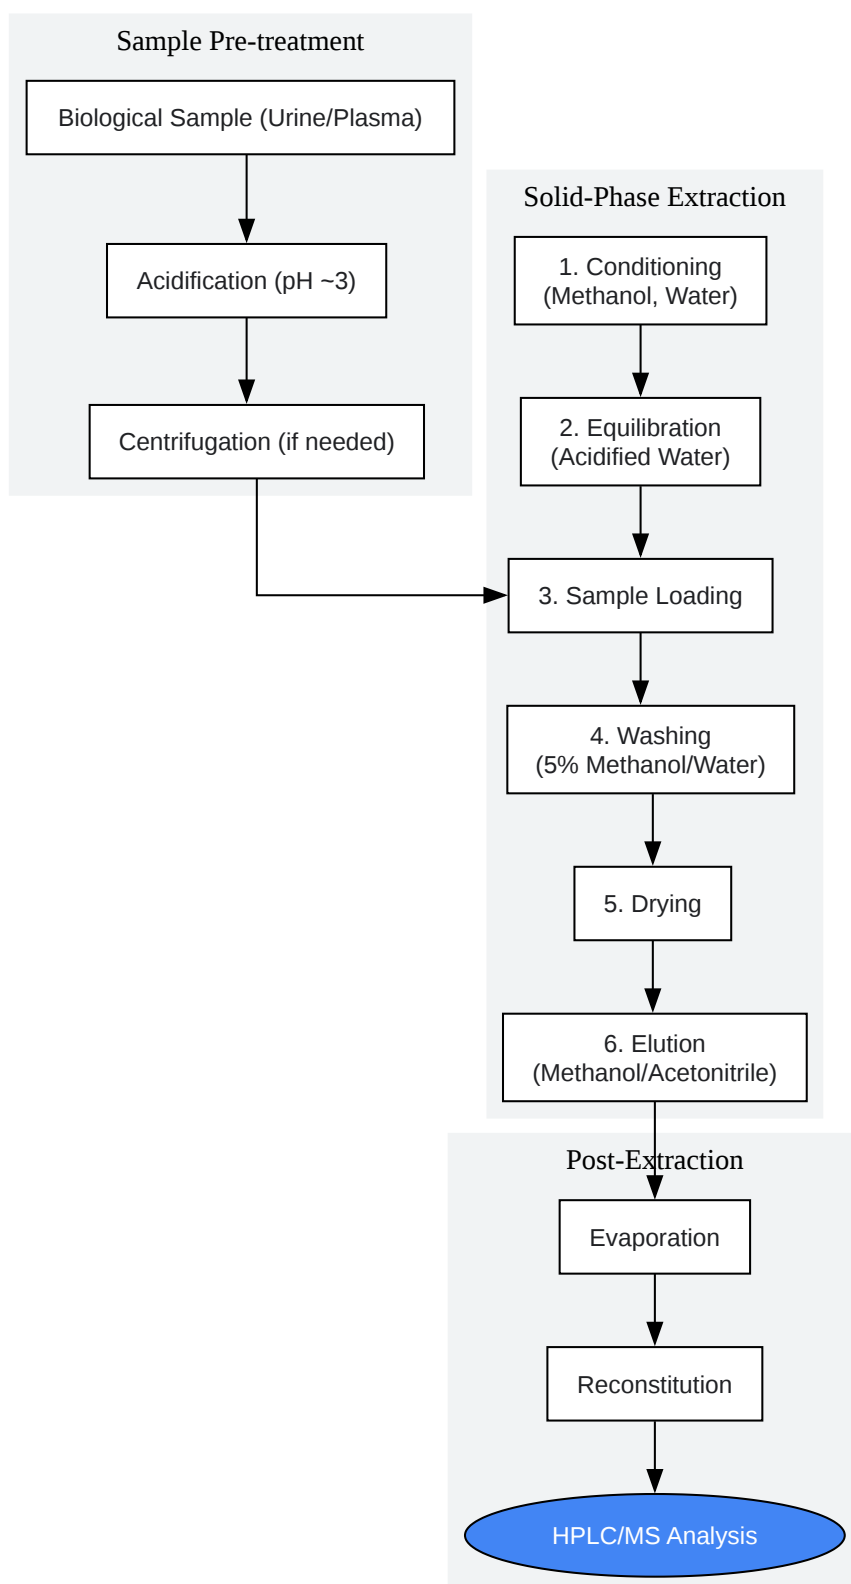 Sample Pre-treatment
Biological Sample (Urine/Plasma)
Acidification (pH ~3)
Centrifugation (if needed)
Solid-Phase Extraction
1. Conditioning
(Methanol, Water)
2. Equilibration
(Acidified Water)
3. Sample Loading
4. Washing
(5% Methanol/Water)
5. Drying
6. Elution
(Methanol/Acetonitrile)
Post-Extraction
Evaporation
Reconstitution
HPLC/MS Analysis